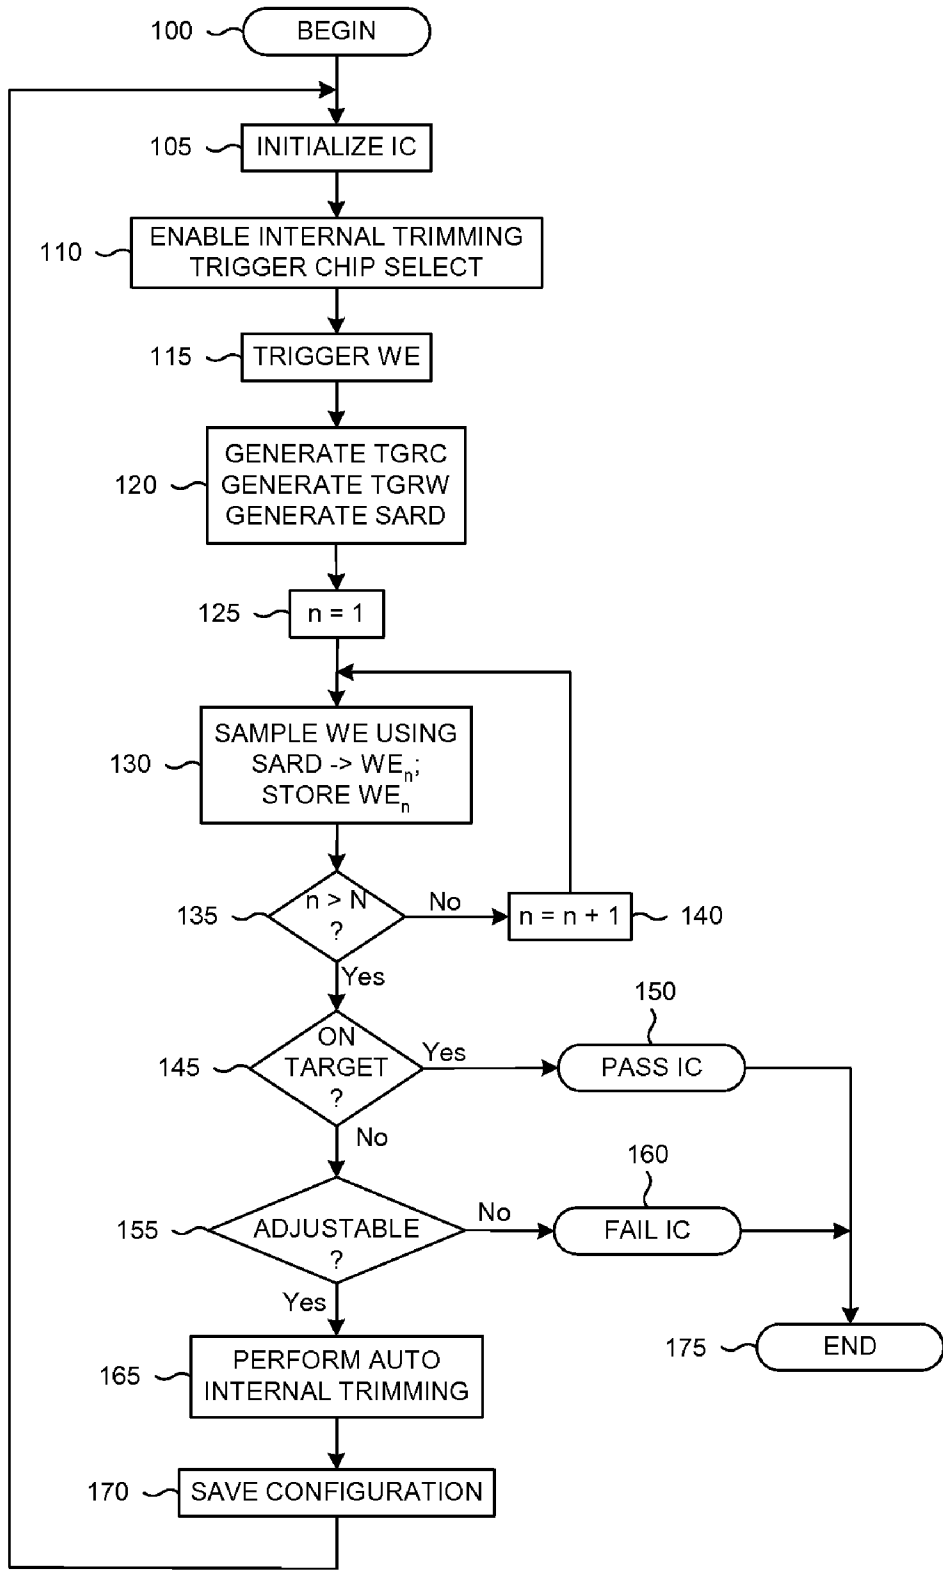 100 BEGIN
105 INITIALIZE IC
110 ENABLE INTERNAL TRIMMING
TRIGGER CHIP SELECT
115 TRIGGER WE
GENERATE TGRC
120 GENERATE TGRW
GENERATE SARD
125 n = 1
SAMPLE WE USING
130 SARD -> WEn;
STORE WEn
135 n > N
?
No
n = n + 1 140
Yes
145 ON
TARGET
?
Yes
150
PASS IC
No
155 ADJUSTABLE
?
No
160
FAIL IC
Yes
175 END
165 PERFORM AUTO
INTERNAL TRIMMING
170 SAVE CONFIGURATION